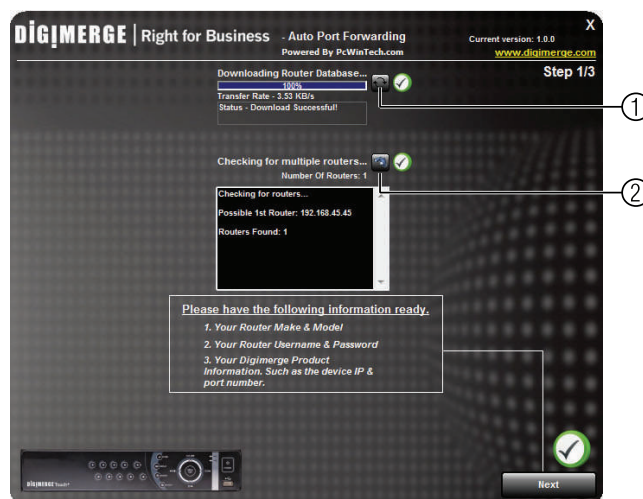 DIGIMERGE | Right for Business - Auto Port Forwarding
Powered By PcWinTech.com
Current version: 1.0.0
X
www.digimerge.com
Step 1/3
Downloading Router Database...
100%
Transfer Rate - 3.53 KB/s
Status - Download Successful!
1
Checking for multiple routers...
Number Of Routers: 1
2
Checking for routers...
Possible 1st Router: 192.168.45.45
Routers Found: 1
Please have the following information ready.
1. Your Router Make & Model
2. Your Router Username & Password
3. Your Digimerge Product
Information. Such as the device IP &
port number.
DIGIMERGE
Next